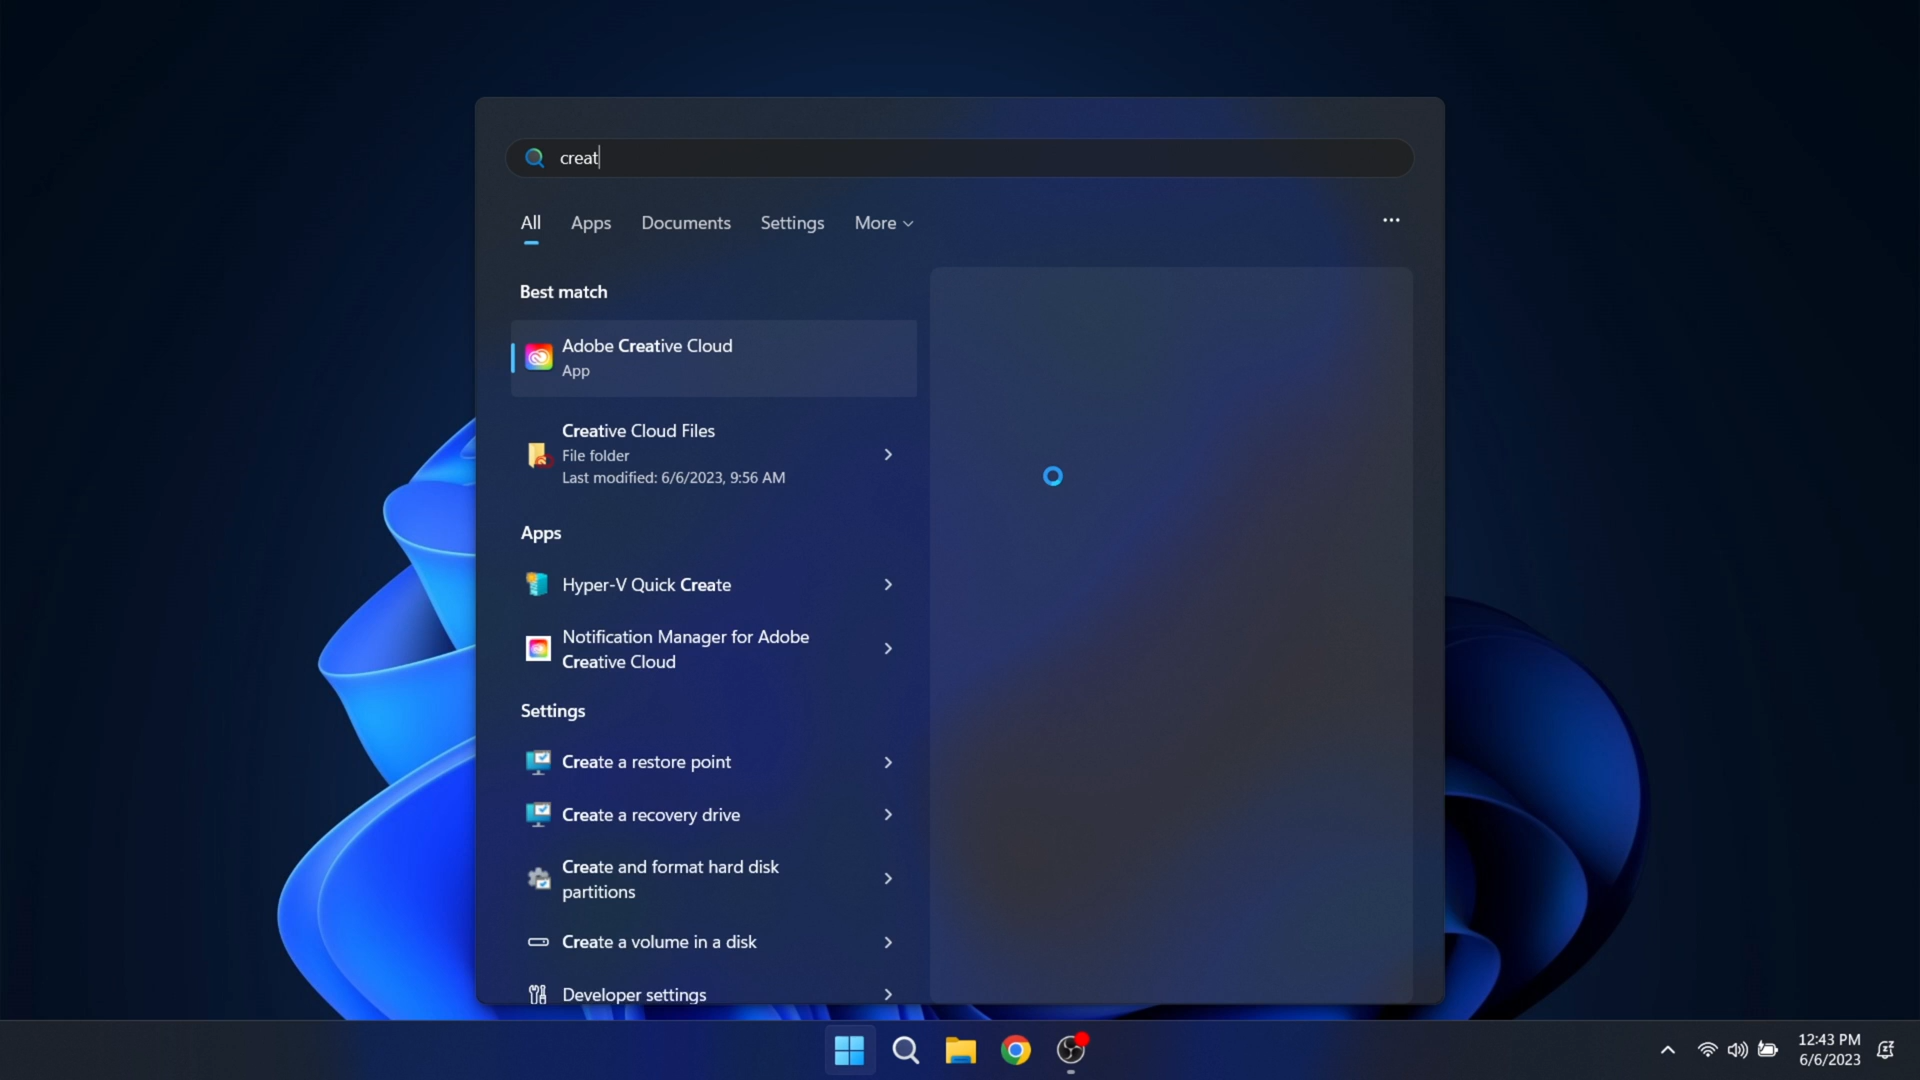 creat
All Apps Documents Settings More
Best match
Adobe Creative Cloud
App
Creative Cloud Files
File folder
Last modified: 6/6/2023, 9:56 AM
Apps
Hyper-V Quick Create
Notification Manager for Adobe
Creative Cloud
Settings
Create a restore point
Create a recovery drive
Create and format hard disk
partitions
Create a volume in a disk
Developer settings
12:43 PM
6/6/2023